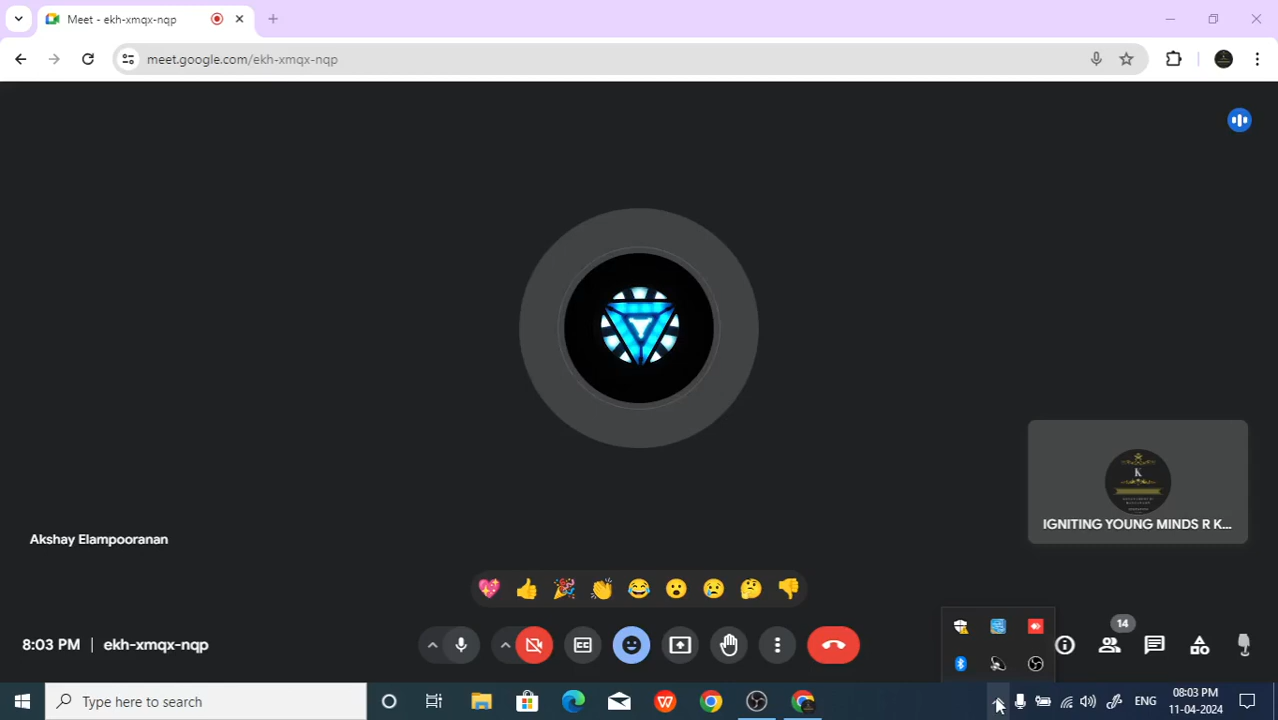 Meet - ekh-xmqx-nqp
meet.google.com/ekh-xmqx-nqp
K
IGNITING YOUNG MINDS R K...
Akshay Elampooranan
8:03 PM | ekh-xmqx-nqp
CC
14
Type here to search
W
ENG
08:03 PM
11-04-2024